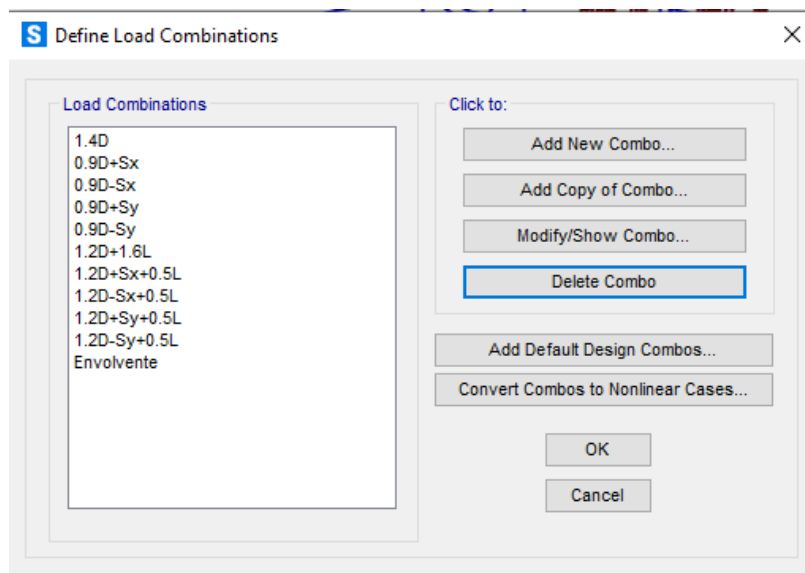 S Define Load Combinations
Load Combinations
1.4D
0.9D+Sx
0.9D-Sx
0.9D+Sy
0.9D-Sy
1.2D+1.6L
1.2D+Sx+0.5L
1.2D-Sx+0.5L
1.2D+Sy+0.5L
1.2D-Sy+0.5L
Envolvente
Click to:
Add New Combo...
Add Copy of Combo...
Modify/Show Combo...
Delete Combo
Add Default Design Combos...
Convert Combos to Nonlinear Cases...
OK
Cancel